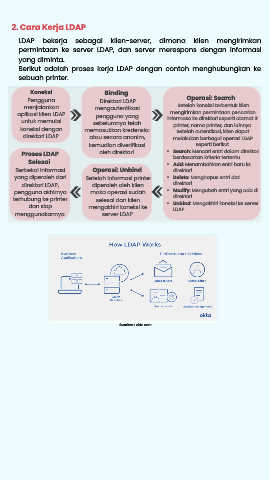 2. Cara Kerja LDAP
LDAP bekerja sebagai klien-server, dimana klien mengirimkan
permintaan ke server LDAP, dan server merespons dengan informasi
yang diminta.
Berikut adalah proses kerja LDAP dengan contoh menghubungkan ke
sebuah printer.
Koneksi
Pengguna
menjalankan
aplikasi klien LDAP
untuk memulai
koneksi dengan
direktori LDAP
Binding
Direktori LDAP
mengautentikasi
pengguna yang
sebelumnya telah
memasukkan kredensial
atau secara anonim,
kemudian diverifikasi
oleh direktori
Operasi: Search
Setelah koneksi terbentuk klien
mengirimkan permintaan pencarian
informasi ke direktori seperti alamat IP
printer, nama printer, dan lainnya
Setelah autentikasi, klien dapat
melakukan berbagai operasi LDAP
seperti berikut
• Search: Mencari entri dalam direktori
berdasarkan kriteria tertentu
• Add: Menambahkan entri baru ke
direktori
• Delete: Menghapus entri dari
direktori
• Modify: Mengubah entri yang ada di
direktori
• Unbind: Mengakhiri koneksi ke server
LDAP
Operasi: Unbind
Setelah informasi printer
diperoleh oleh klien
maka operasi sudah
selesai dan klien
mengakhiri koneksi ke
server LDAP
Proses LDAP
Selesai
Berbekal informasi
yang diperoleh dari
direktori LDAP,
pengguna akhirnya
terhubung ke printer
dan siap
menggunakannya
How LDAP Works
okta
Sumber: okta.com